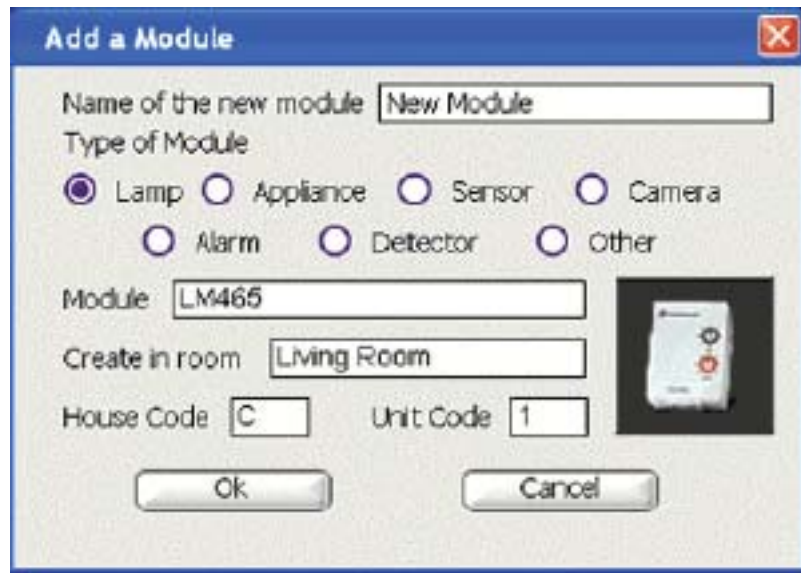 Add a Module
Name of the new module New Module
Type of Module
Lamp Appliance Sensor Camera
Alarm Detector Other
Module LM465
Create in room Living Room
House Code C Unit Code 1
Ok Cancel